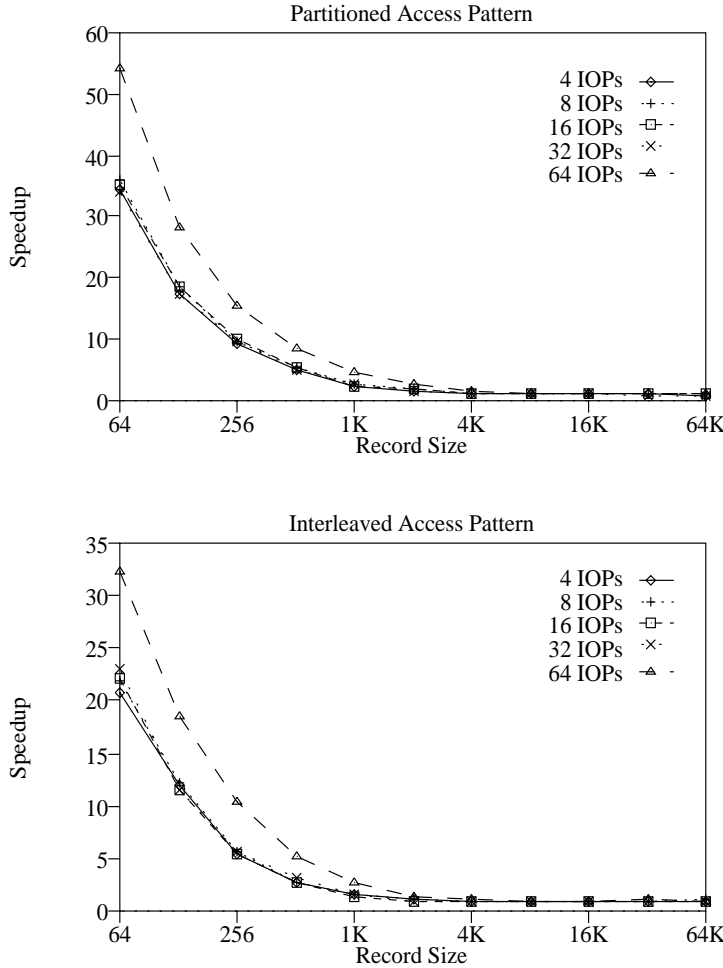 Partitioned Access Pattern
60
50
40
30
20
10
0
Speedup
4 IOPs
8 IOPs
16 IOPs
32 IOPs
64 IOPs
64 256 1K 4K 16K 64K
Record Size
Interleaved Access Pattern
35
30
25
20
15
10
5
0
Speedup
4 IOPs
8 IOPs
16 IOPs
32 IOPs
64 IOPs
64 256 1K 4K 16K 64K
Record Size